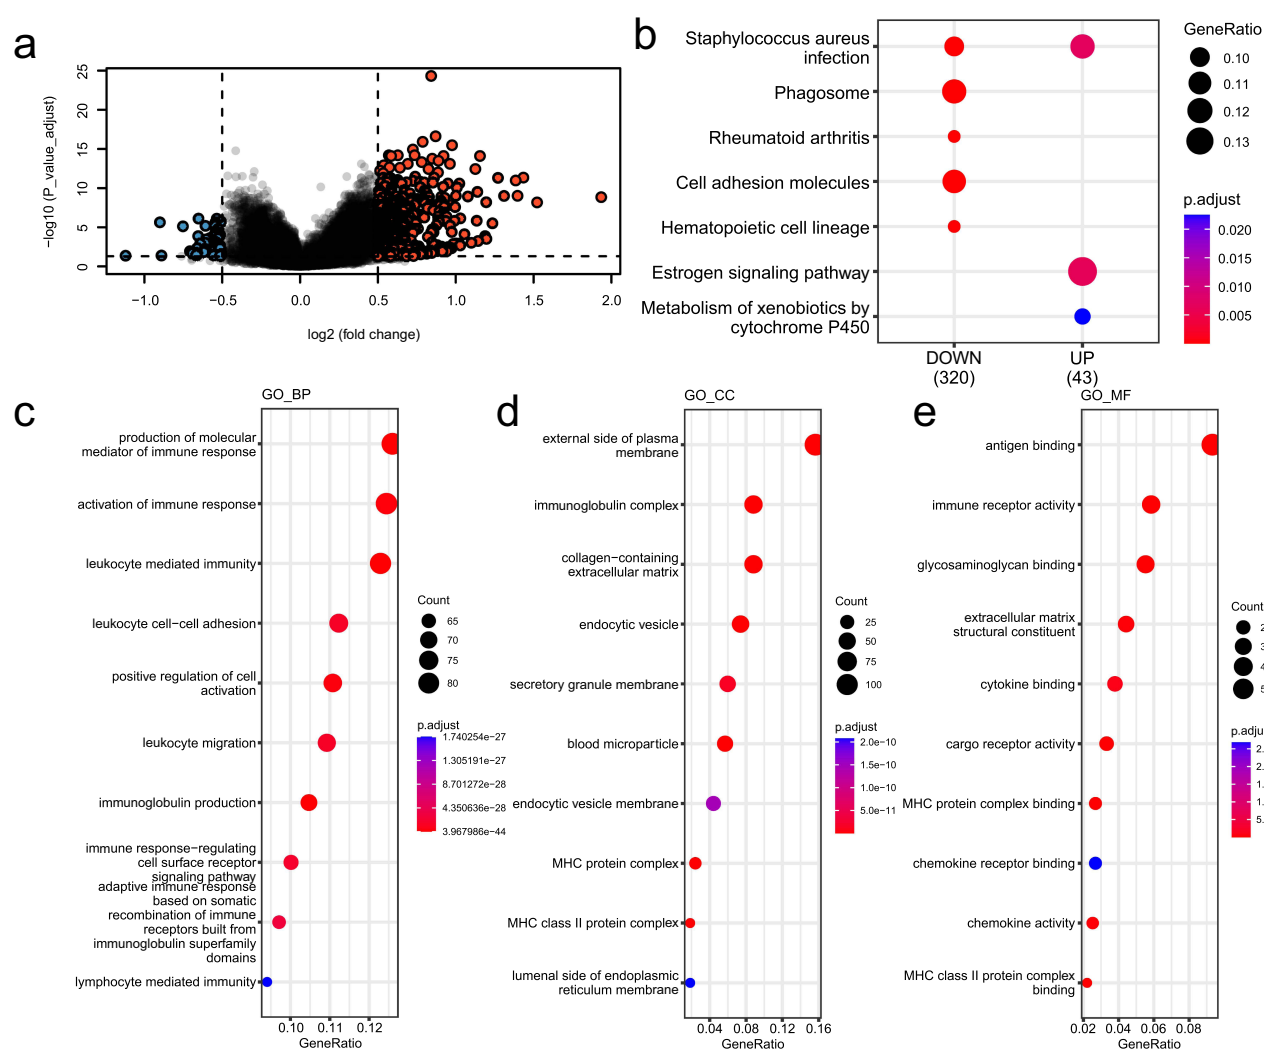 a
−log10 (P_value_adjust)
25
20
15
10
5
0
−1.0
−0.5
0.0
0.5
1.0
1.5
2.0
log2 (fold change)
b
Staphylococcus aureus
infection
Phagosome
Rheumatoid arthritis
Cell adhesion molecules
Hematopoietic cell lineage
Estrogen signaling pathway
Metabolism of xenobiotics by
cytochrome P450
DOWN
(320)
UP
(43)
GeneRatio
0.10
0.11
0.12
0.13
p.adjust
0.020
0.015
0.010
0.005
c
GO_BP
production of molecular
mediator of immune response
activation of immune response
leukocyte mediated immunity
leukocyte cell−cell adhesion
positive regulation of cell
activation
leukocyte migration
immunoglobulin production
immune response−regulating
cell surface receptor
signaling pathway
adaptive immune response
based on somatic
recombination of immune
receptors built from
immunoglobulin superfamily
domains
lymphocyte mediated immunity
0.10
0.11
0.12
GeneRatio
Count
65
70
75
80
p.adjust
1.740254e−27
1.305191e−27
8.701272e−28
4.350636e−28
3.967986e−44
d
GO_CC
external side of plasma
membrane
immunoglobulin complex
collagen−containing
extracellular matrix
endocytic vesicle
secretory granule membrane
blood microparticle
endocytic vesicle membrane
MHC protein complex
MHC class II protein complex
lumenal side of endoplasmic
reticulum membrane
0.04
0.08
0.12
0.16
GeneRatio
Count
25
50
75
100
p.adjust
2.0e−10
1.5e−10
1.0e−10
5.0e−11
e
GO_MF
antigen binding
immune receptor activity
glycosaminoglycan binding
extracellular matrix
structural constituent
cytokine binding
cargo receptor activity
MHC protein complex binding
chemokine receptor binding
chemokine activity
MHC class II protein complex
binding
0.02
0.04
0.06
0.08
GeneRatio
Count
2
3
4
5
p.adju
2.
2.
1.
1.
5.